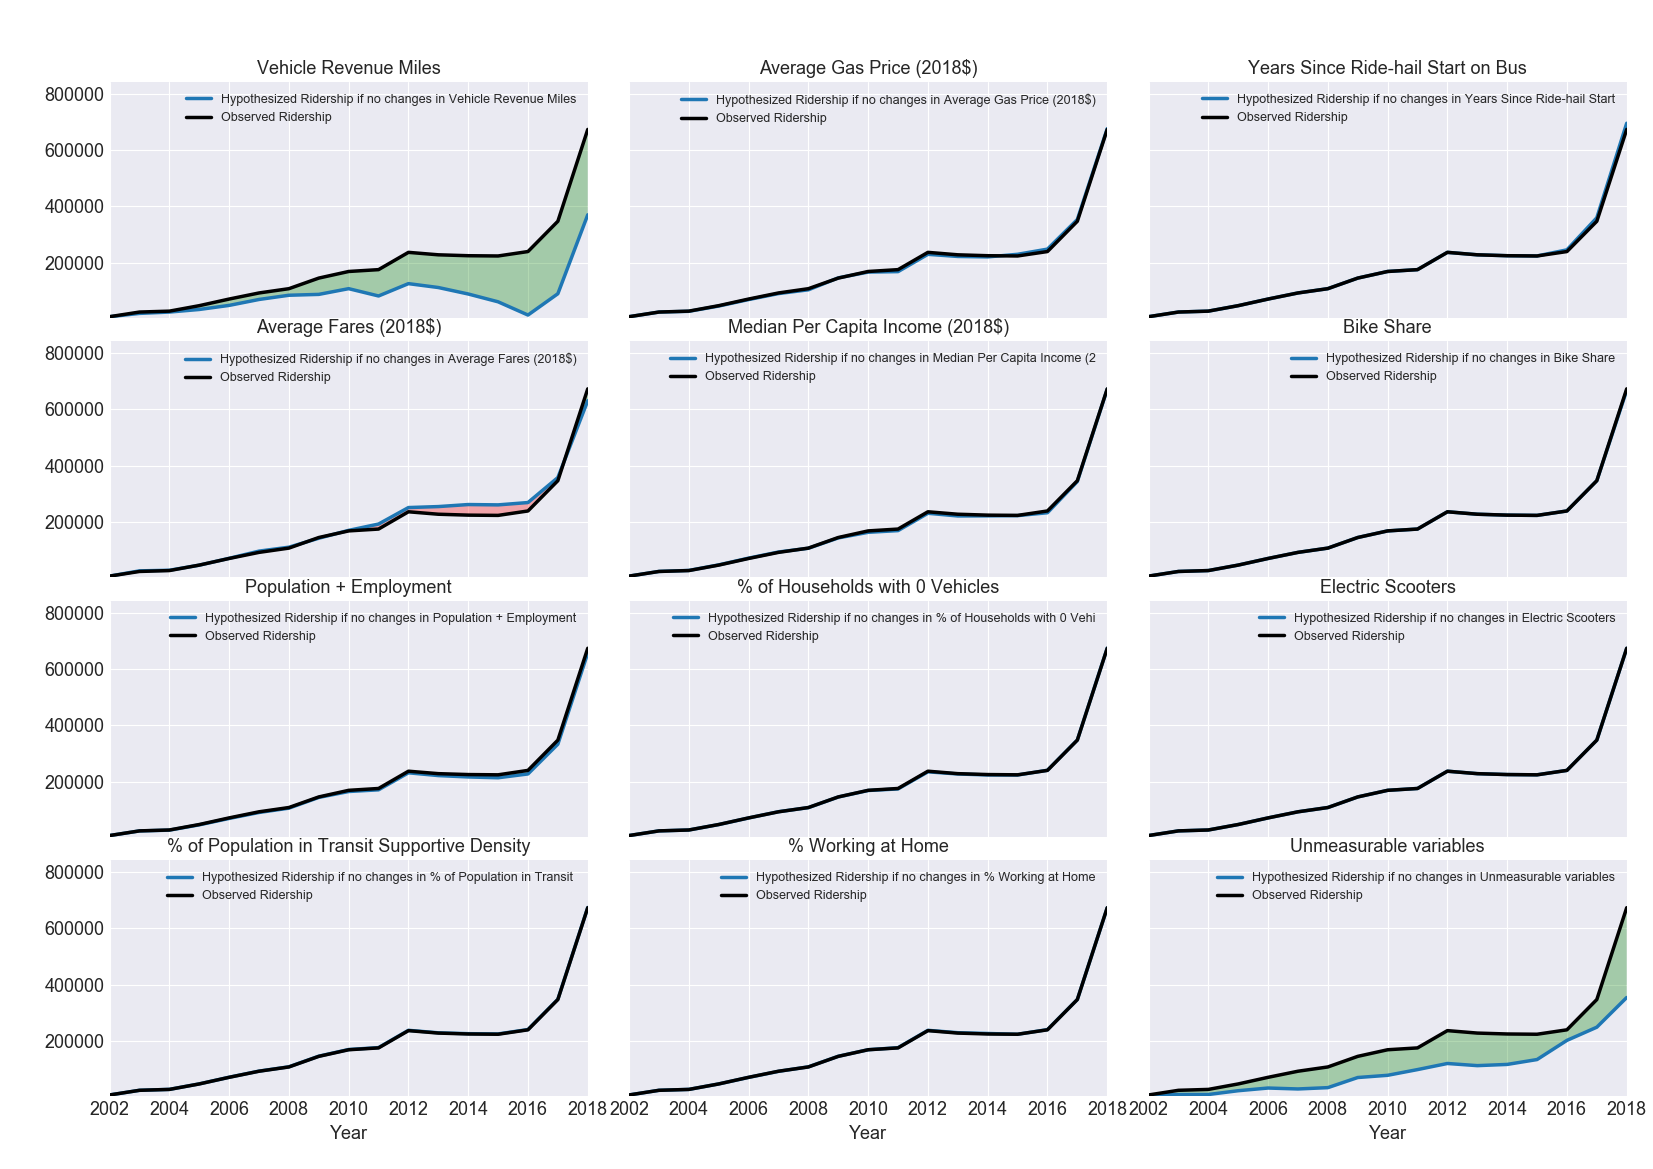 Vehicle Revenue Miles
800000
600000
400000
200000
Hypothesized Ridership if no changes in Vehicle Revenue Miles
Observed Ridership
Average Gas Price (2018$)
Hypothesized Ridership if no changes in Average Gas Price (2018$)
Observed Ridership
Years Since Ride-hail Start on Bus
Hypothesized Ridership if no changes in Years Since Ride-hail Start
Observed Ridership
Average Fares (2018$)
800000
600000
400000
200000
Hypothesized Ridership if no changes in Average Fares (2018$)
Observed Ridership
Median Per Capita Income (2018$)
Hypothesized Ridership if no changes in Median Per Capita Income (2
Observed Ridership
Bike Share
Hypothesized Ridership if no changes in Bike Share
Observed Ridership
Population + Employment
800000
600000
400000
200000
Hypothesized Ridership if no changes in Population + Employment
Observed Ridership
% of Households with 0 Vehicles
Hypothesized Ridership if no changes in % of Households with 0 Vehi
Observed Ridership
Electric Scooters
Hypothesized Ridership if no changes in Electric Scooters
Observed Ridership
% of Population in Transit Supportive Density
800000
600000
400000
200000
Hypothesized Ridership if no changes in % of Population in Transit
Observed Ridership
2002 2004 2006 2008 2010 2012 2014 2016 2018
Year
% Working at Home
Hypothesized Ridership if no changes in % Working at Home
Observed Ridership
2002 2004 2006 2008 2010 2012 2014 2016 2018
Year
Unmeasurable variables
Hypothesized Ridership if no changes in Unmeasurable variables
Observed Ridership
2002 2004 2006 2008 2010 2012 2014 2016 2018
Year